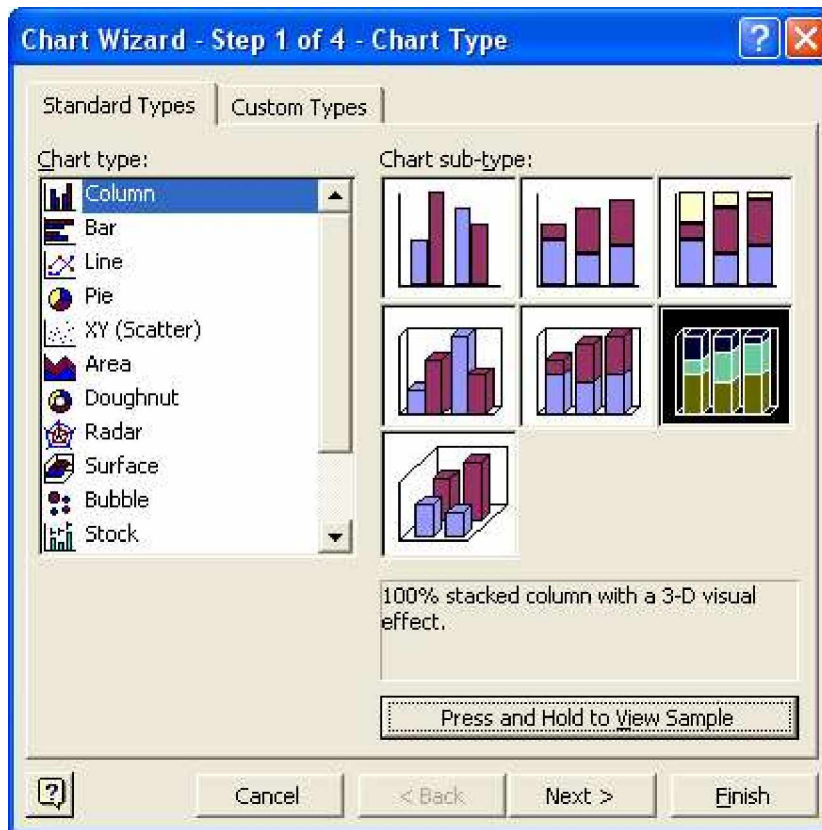 Chart Wizard - Step 1 of 4 - Chart Type
Standard Types
Custom Types
Chart type:
Column
Bar
Line
Pie
XY (Scatter)
Area
Doughnut
Radar
Surface
Bubble
Stock
Chart sub-type:
100% stacked column with a 3-D visual
effect.
Press and Hold to View Sample
Cancel
< Back
Next >
Finish